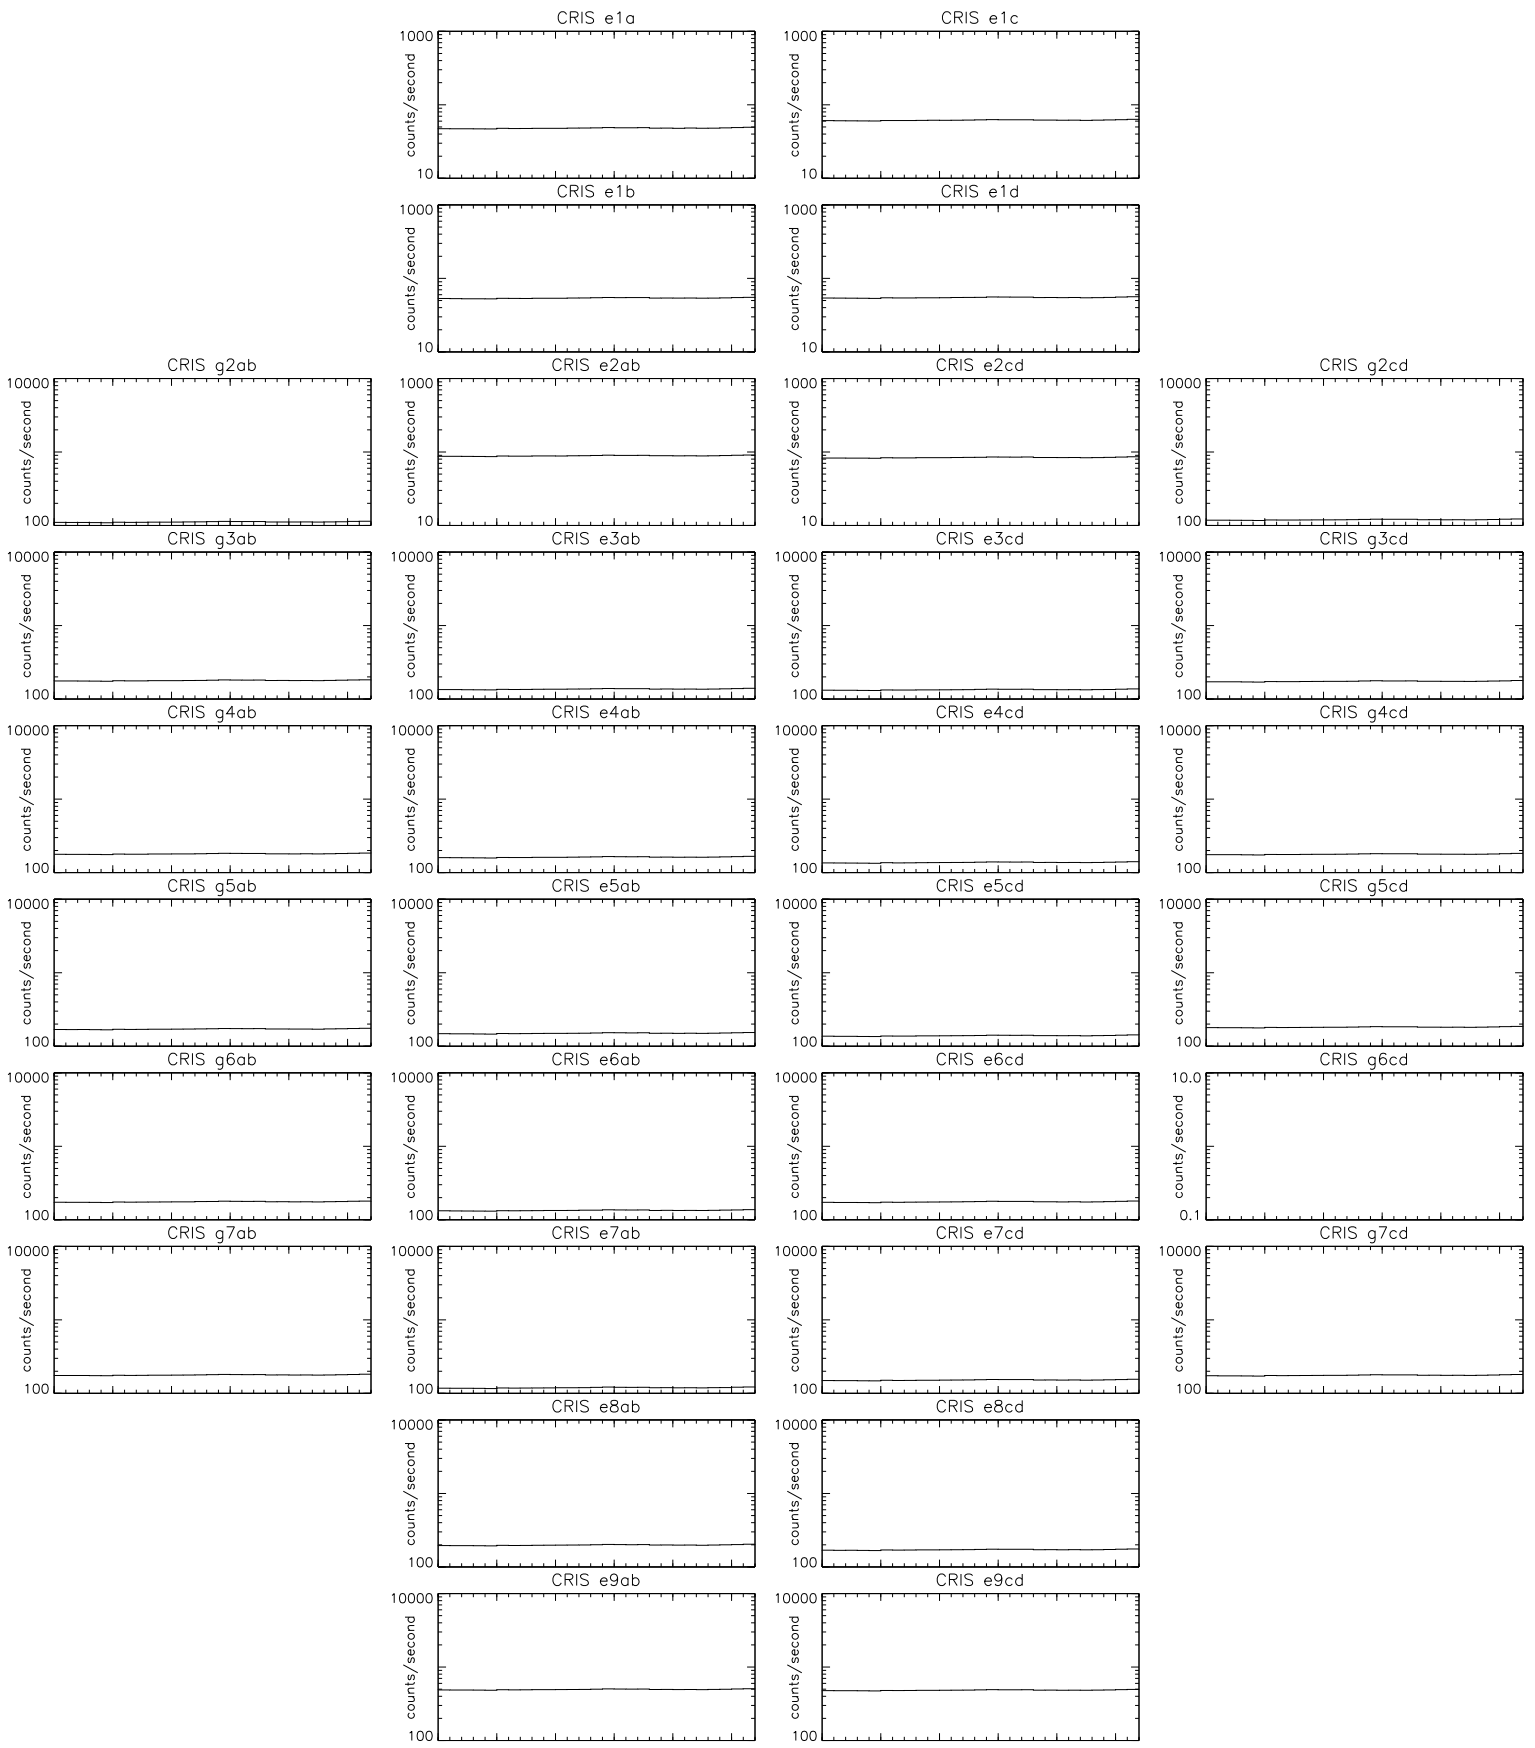 CRIS e1a
CRIS e1c
1000
counts/second
10
1000
counts/second
10
CRIS e1b
CRIS e1d
1000
counts/second
10
1000
counts/second
10
CRIS g2ab
CRIS e2ab
CRIS e2cd
CRIS g2cd
10000
counts/second
100
1000
counts/second
10
1000
counts/second
10
10000
counts/second
100
CRIS g3ab
CRIS e3ab
CRIS e3cd
CRIS g3cd
10000
counts/second
100
10000
counts/second
100
10000
counts/second
100
10000
counts/second
100
CRIS g4ab
CRIS e4ab
CRIS e4cd
CRIS g4cd
10000
counts/second
100
10000
counts/second
100
10000
counts/second
100
10000
counts/second
100
CRIS g5ab
CRIS e5ab
CRIS e5cd
CRIS g5cd
10000
counts/second
100
10000
counts/second
100
10000
counts/second
100
10000
counts/second
100
CRIS g6ab
CRIS e6ab
CRIS e6cd
CRIS g6cd
10000
counts/second
100
10000
counts/second
100
10000
counts/second
100
10.0
counts/second
0.1
CRIS g7ab
CRIS e7ab
CRIS e7cd
CRIS g7cd
10000
counts/second
100
10000
counts/second
100
10000
counts/second
100
10000
counts/second
100
CRIS e8ab
CRIS e8cd
10000
counts/second
100
10000
counts/second
100
CRIS e9ab
CRIS e9cd
10000
counts/second
100
10000
counts/second
100